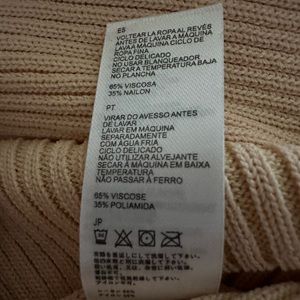 ES
VOLTEAR LA ROPA AL REVÉS
ANTES DE LAVAR A MÁQUINA
LAVAR A MÁQUINA CICLO DE
ROPA FINA
CICLO DELICADO
NO USAR BLANQUEADOR
SECAR A TEMPERATURA BAJA
NO PLANCHA
65% VISCOSA
35% NAILON
PT
VIRAR DO AVESSO ANTES
DE LAVAR
LAVAR EM MÁQUINA
SEPARADAMENTE
COM ÁGUA FRIA
CICLO DELICADO
NÃO UTILIZAR ALVEJANTE
SECAR À MÁQUINA EM BAIXA
TEMPERATURA
NÃO PASSAR À FERRO
65% VISCOSE
35% POLIAMIDA
JP